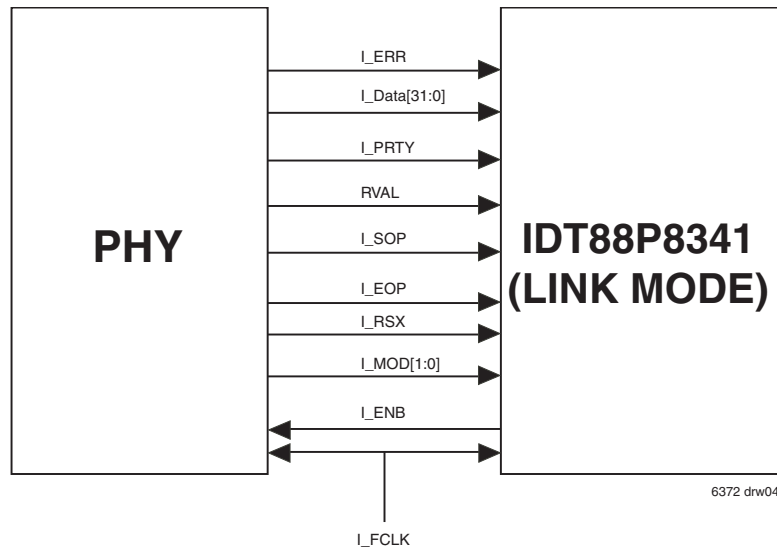 I_ERR
I_Data[31:0]
I_PRTY
RVAL
I_SOP
I_EOP
I_RSX
I_MOD[1:0]
I_ENB
PHY
IDT88P8341
(LINK MODE)
6372 drw04
I_FCLK